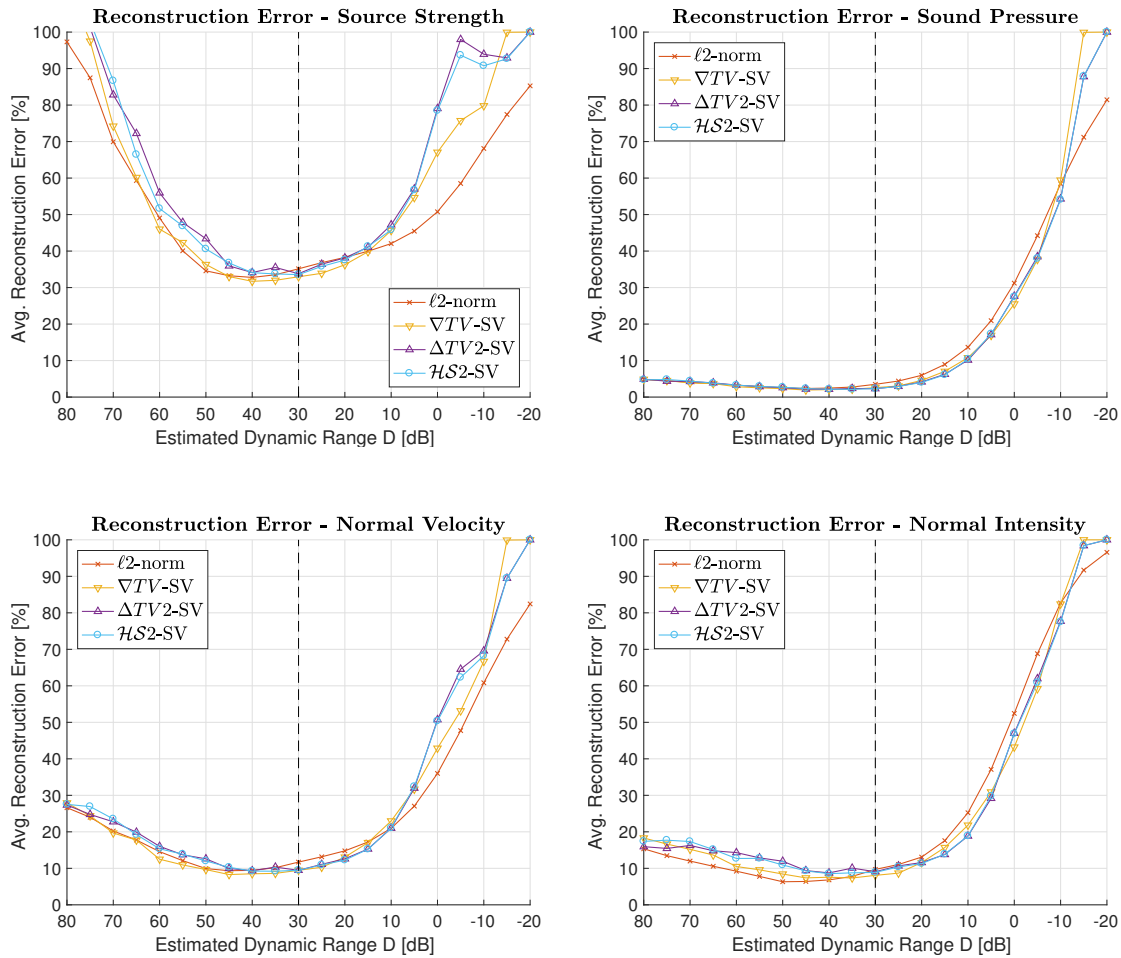 Reconstruction Error - Source Strength
Avg. Reconstruction Error [%]
100
90
80
70
60
50
40
30
20
10
0
ℓ2-norm
∇TV-SV
ΔTV2-SV
ℋ𝒮2-SV
80 70 60 50 40 30 20 10 0 -10 -20
Estimated Dynamic Range D [dB]
Reconstruction Error - Sound Pressure
Avg. Reconstruction Error [%]
100
90
80
70
60
50
40
30
20
10
0
ℓ2-norm
∇TV-SV
ΔTV2-SV
ℋ𝒮2-SV
80 70 60 50 40 30 20 10 0 -10 -20
Estimated Dynamic Range D [dB]
Reconstruction Error - Normal Velocity
Avg. Reconstruction Error [%]
100
90
80
70
60
50
40
30
20
10
0
ℓ2-norm
∇TV-SV
ΔTV2-SV
ℋ𝒮2-SV
80 70 60 50 40 30 20 10 0 -10 -20
Estimated Dynamic Range D [dB]
Reconstruction Error - Normal Intensity
Avg. Reconstruction Error [%]
100
90
80
70
60
50
40
30
20
10
0
ℓ2-norm
∇TV-SV
ΔTV2-SV
ℋ𝒮2-SV
80 70 60 50 40 30 20 10 0 -10 -20
Estimated Dynamic Range D [dB]